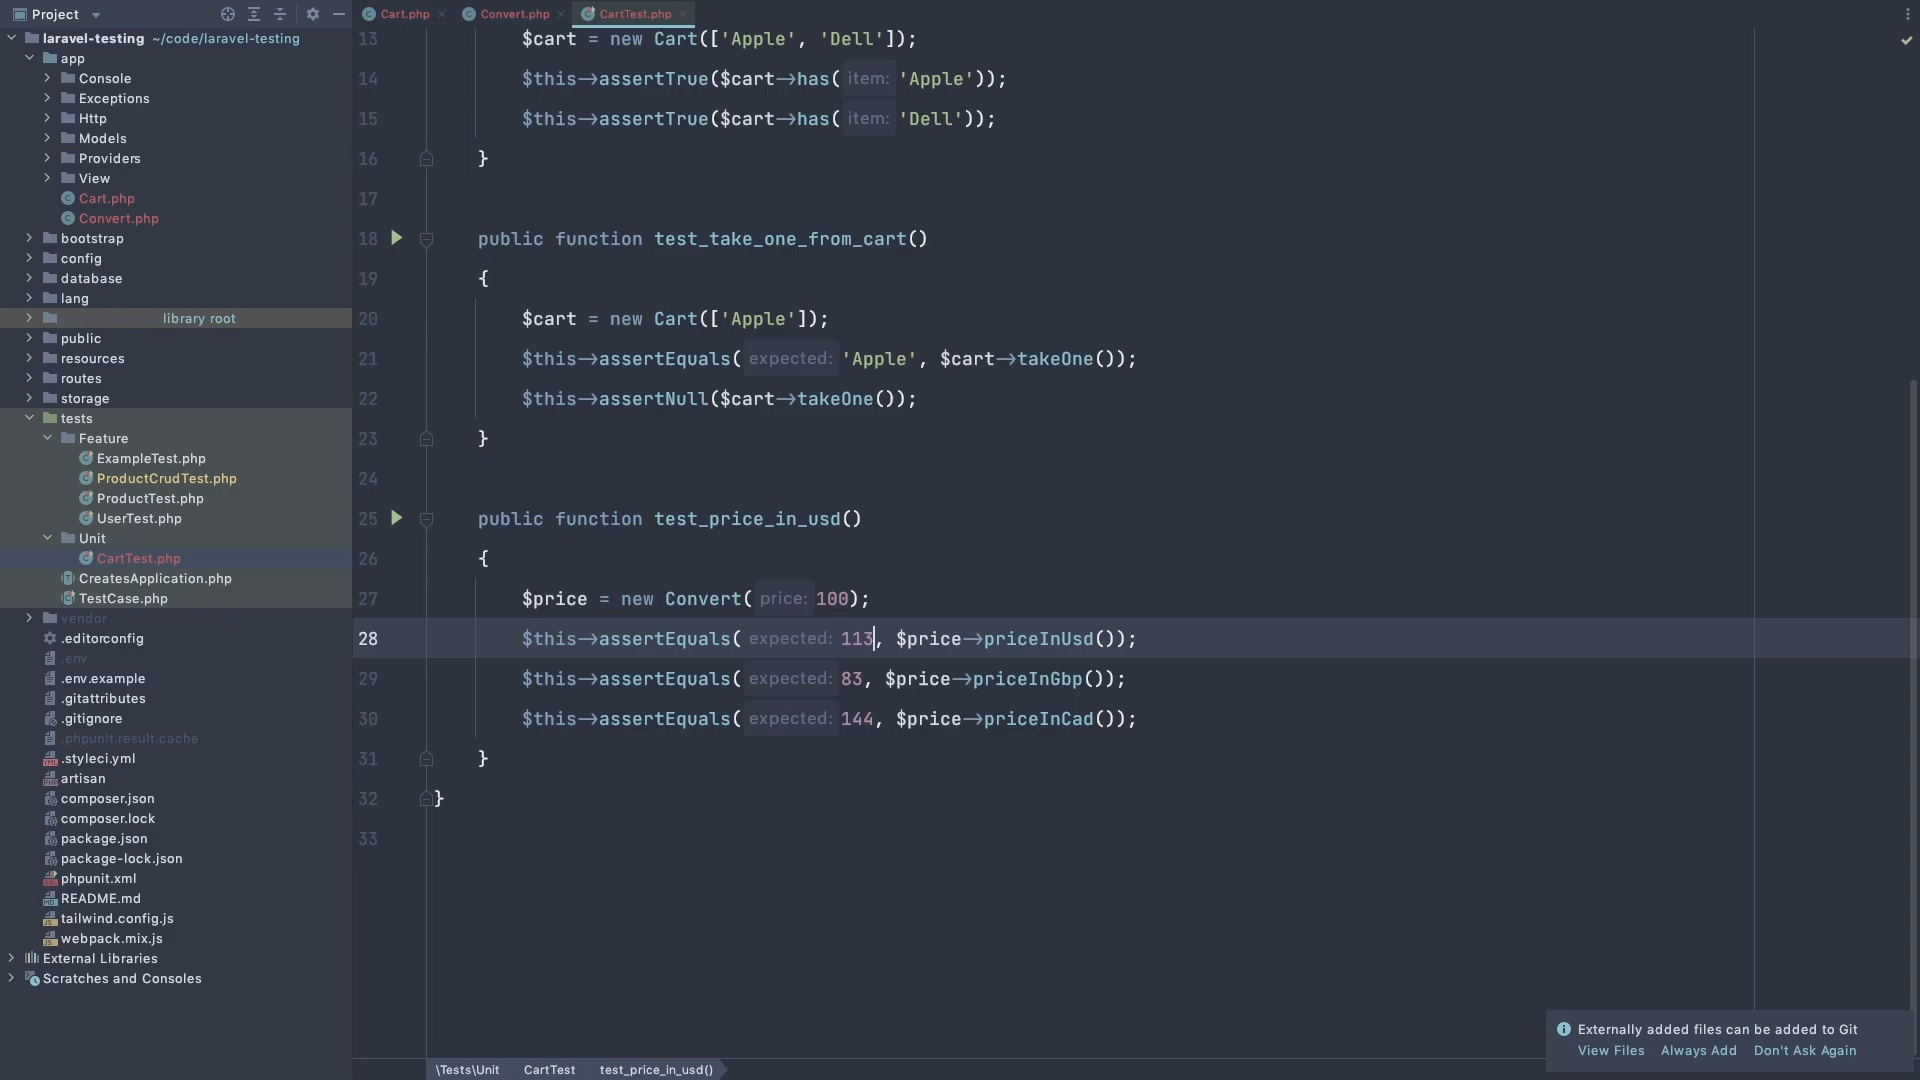 Project
Cart.php
Convert.php
CartTest.php
laravel-testing ~/code/laravel-testing
app
Console
Exceptions
Http
Models
Providers
View
Cart.php
Convert.php
bootstrap
config
database
lang
library root
public
resources
routes
storage
tests
Feature
ExampleTest.php
ProductCrudTest.php
ProductTest.php
UserTest.php
Unit
CartTest.php
CreatesApplication.php
TestCase.php
vendor
.editorconfig
.env
.env.example
.gitattributes
.gitignore
.phpunit.result.cache
.styleci.yml
artisan
composer.json
composer.lock
package.json
package-lock.json
phpunit.xml
README.md
tailwind.config.js
webpack.mix.js
External Libraries
Scratches and Consoles
13 $cart = new Cart(['Apple', 'Dell']);
14 $this→assertTrue($cart→has( item: 'Apple'));
15 $this→assertTrue($cart→has( item: 'Dell'));
16 }
17
18 public function test_take_one_from_cart()
19 {
20 $cart = new Cart(['Apple']);
21 $this→assertEquals( expected: 'Apple', $cart→takeOne());
22 $this→assertNull($cart→takeOne());
23 }
24
25 public function test_price_in_usd()
26 {
27 $price = new Convert( price: 100);
28 $this→assertEquals( expected: 113, $price→priceInUsd());
29 $this→assertEquals( expected: 83, $price→priceInGbp());
30 $this→assertEquals( expected: 144, $price→priceInCad());
31 }
32 }
33
Externally added files can be added to Git
View Files Always Add Don't Ask Again
\Tests\Unit CartTest test_price_in_usd()